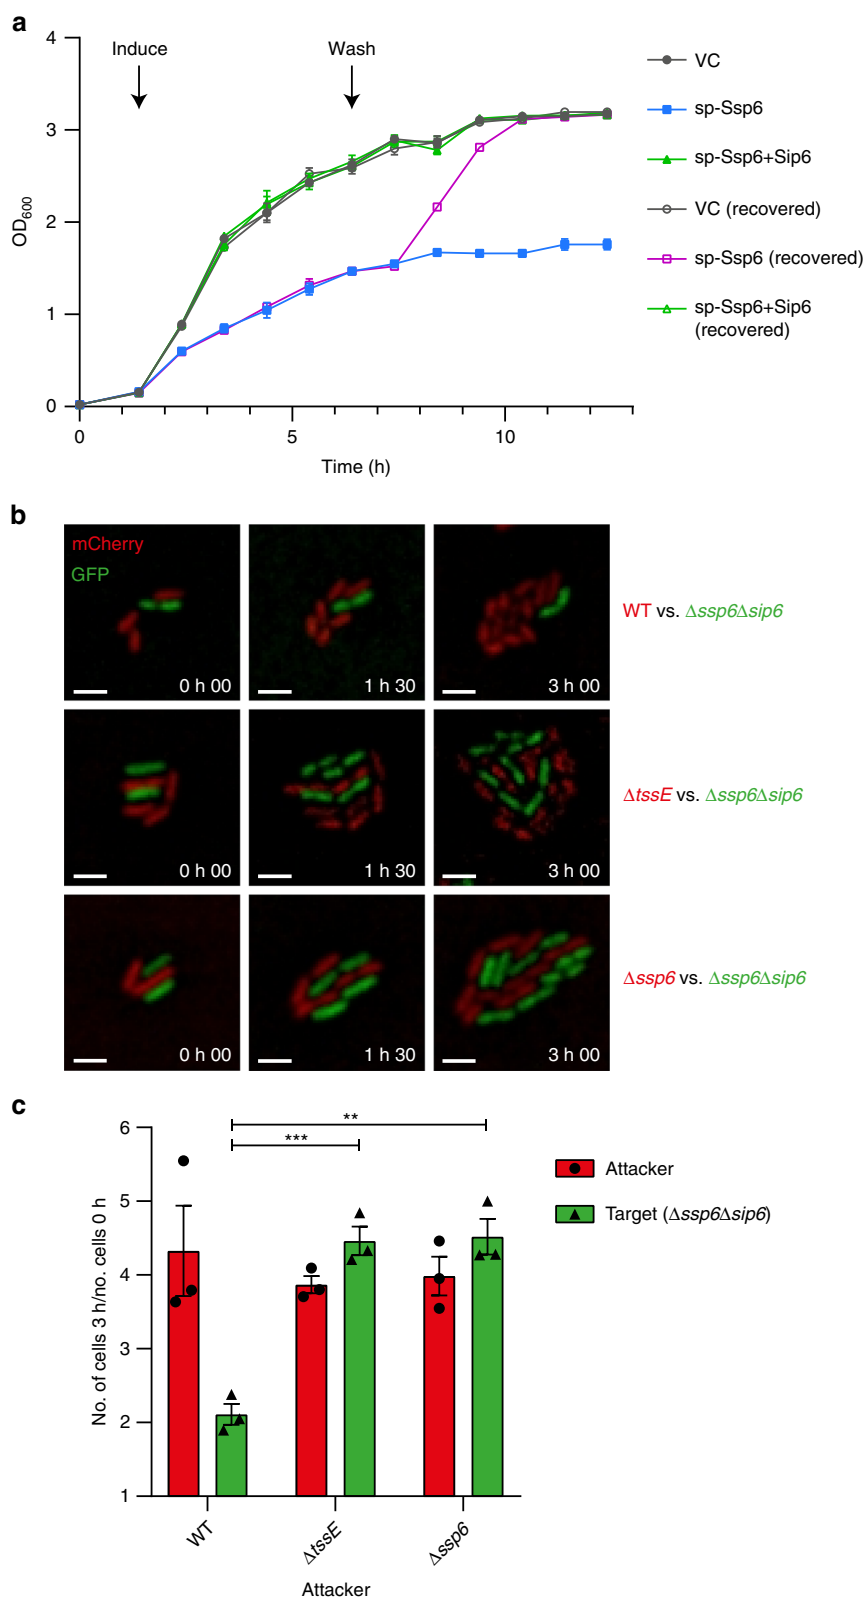 a
4
3
2
1
0
OD600
Induce
Wash
0
5
10
Time (h)
VC
sp-Ssp6
sp-Ssp6+Sip6
VC (recovered)
sp-Ssp6 (recovered)
sp-Ssp6+Sip6
(recovered)
b
mCherry
GFP
0 h 00
1 h 30
3 h 00
WT vs. Δssp6Δsip6
0 h 00
1 h 30
3 h 00
ΔtssE vs. Δssp6Δsip6
0 h 00
1 h 30
3 h 00
Δssp6 vs. Δssp6Δsip6
c
6
5
4
3
2
1
No. of cells 3 h/no. cells 0 h
**
***
WT
ΔtssE
Δssp6
Attacker
Attacker
Target (Δssp6Δsip6)